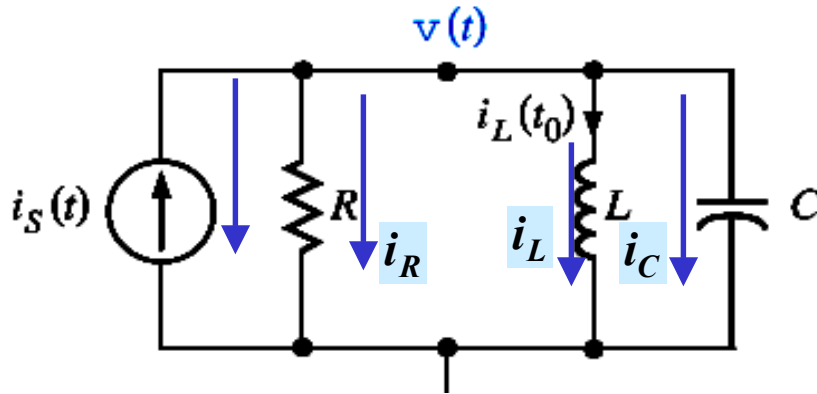 v(t)
i_L(t_0)
i_S(t)
R
L
C
i_R
i_L
i_C